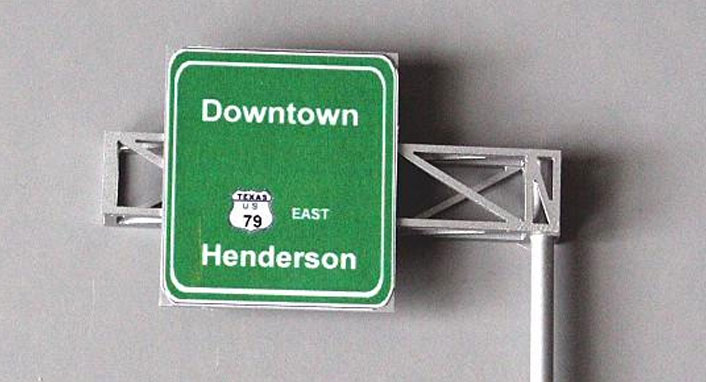 Downtown
TEXAS
US
79 EAST
Henderson